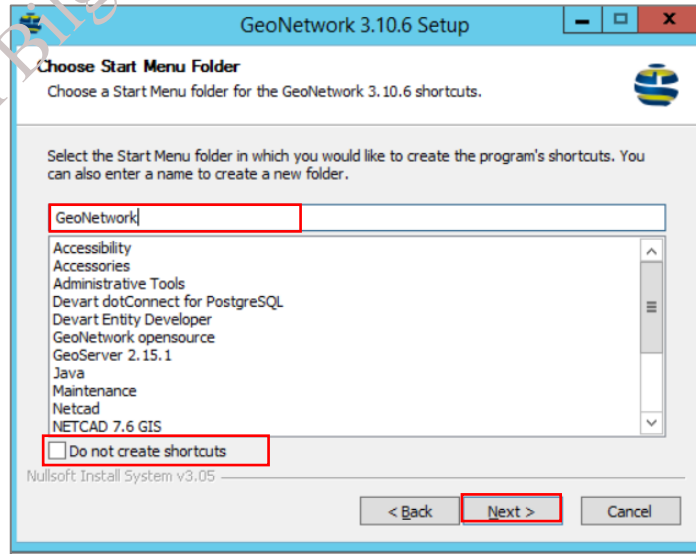 Bilg
GeoNetwork 3.10.6 Setup
Choose Start Menu Folder
Choose a Start Menu folder for the GeoNetwork 3.10.6 shortcuts.
Select the Start Menu folder in which you would like to create the program's shortcuts. You
can also enter a name to create a new folder.
GeoNetwork
Accessibility
Accessories
Administrative Tools
Devart dotConnect for PostgreSQL
Devart Entity Developer
GeoNetwork opensource
GeoServer 2.15.1
Java
Maintenance
Netcad
NETCAD 7.6 GIS
Do not create shortcuts
Nullsoft Install System v3.05
< Back Next > Cancel